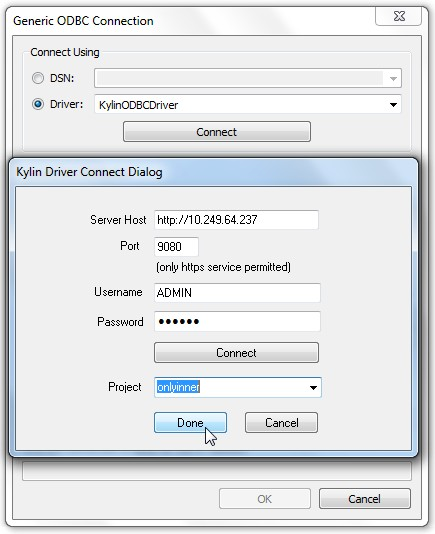 Generic ODBC Connection
Connect Using
DSN:
Driver: KylinODBCDriver
Connect
Kylin Driver Connect Dialog
Server Host http://10.249.64.237
Port 9080
(only https service permitted)
Username ADMIN
Password ●●●●●●
Connect
Project onlyinner
Done Cancel
OK Cancel